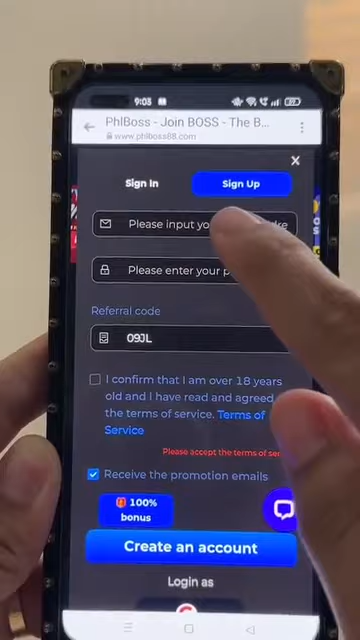 9:03
PhlBoss - Join BOSS - The B...
www.phlboss88.com
Sign In
Sign Up
Please input
Please enter your
Referral code
09JL
I confirm that I am over 18 years
old and I have read and agreed
the terms of service. Terms of
Service
Please accept the terms of
Receive the promotion emails
100%
bonus
Create an account
Login as